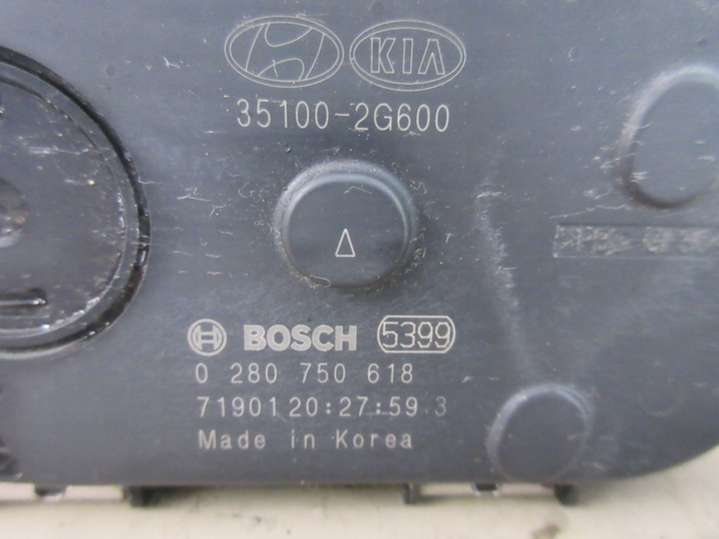 KIA
35100-2G600
BOSCH 5399
0 280 750 618
7190120:27:59 3
Made in Korea